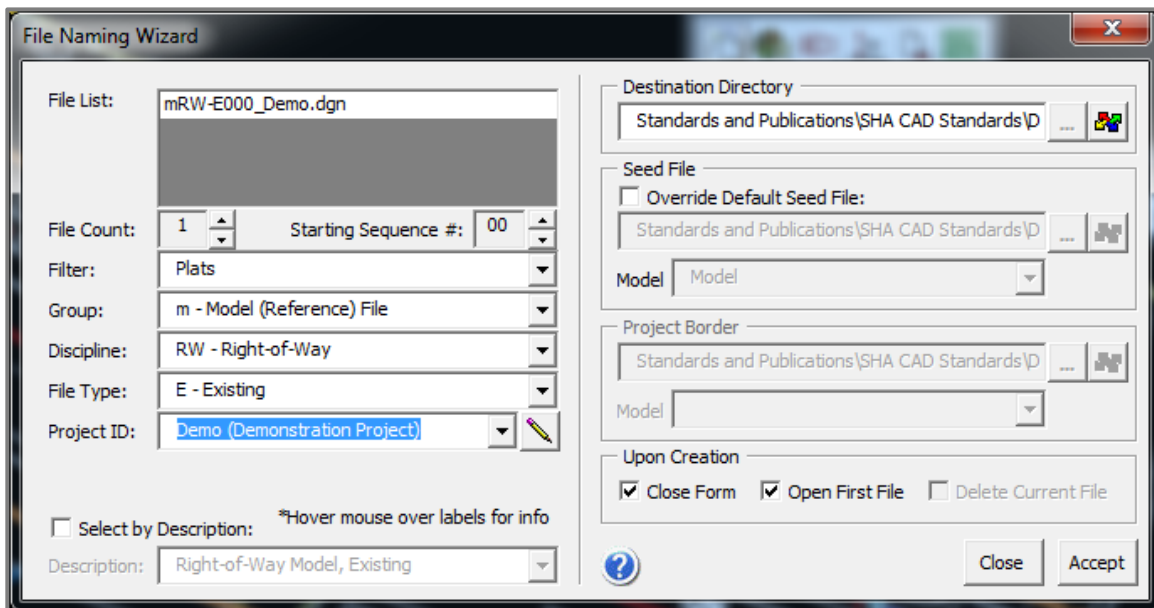 File Naming Wizard
File List:
mRW-E000_Demo.dgn
File Count:
1
Starting Sequence #:
00
Filter:
Plats
Group:
m - Model (Reference) File
Discipline:
RW - Right-of-Way
File Type:
E - Existing
Project ID:
Demo (Demonstration Project)
Select by Description:
*Hover mouse over labels for info
Description:
Right-of-Way Model, Existing
Destination Directory
Standards and Publications\SHA CAD Standards\D
...
Seed File
Override Default Seed File:
Standards and Publications\SHA CAD Standards\D
...
Model
Model
Project Border
Standards and Publications\SHA CAD Standards\D
...
Model
Upon Creation
Close Form
Open First File
Delete Current File
?
Close
Accept